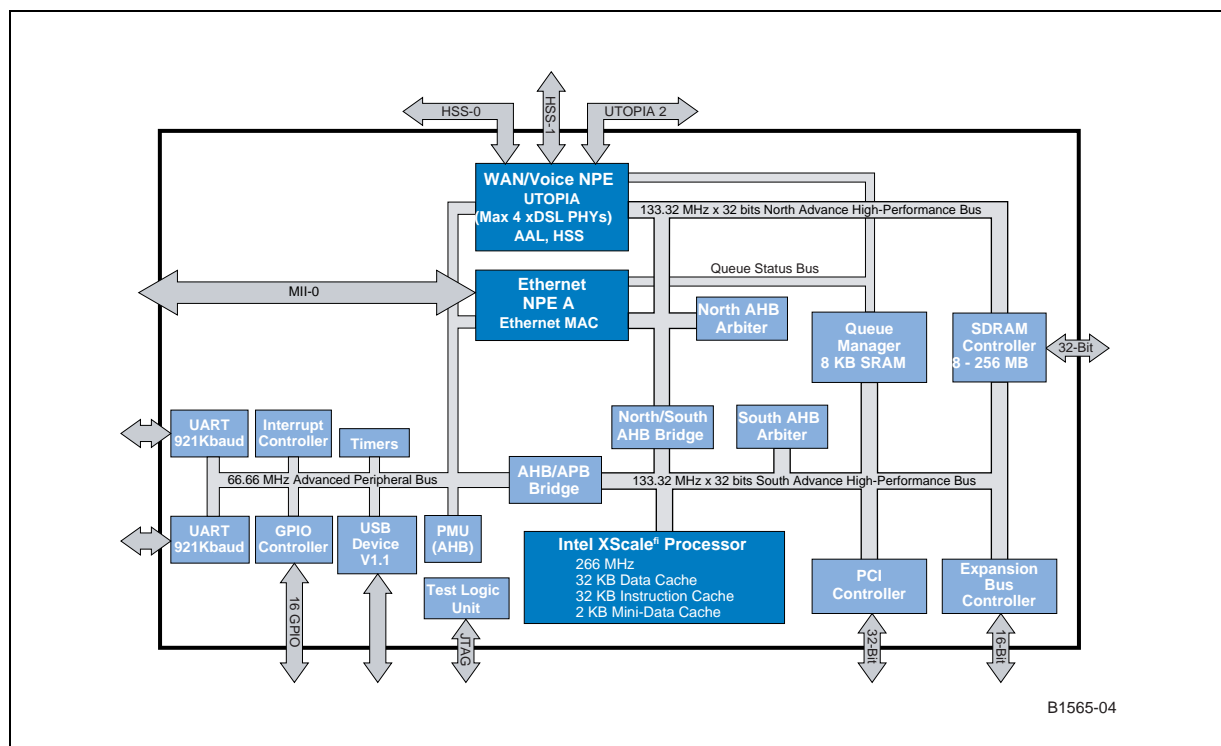 HSS-0
HSS-1
UTOPIA 2
WAN/Voice NPE
UTOPIA
(Max 4 xDSL PHYs)
AAL, HSS
133.32 MHz x 32 bits North Advance High-Performance Bus
Queue Status Bus
MII-0
Ethernet
NPE A
Ethernet MAC
North AHB
Arbiter
Queue
Manager
8 KB SRAM
SDRAM
Controller
8 - 256 MB
32-Bit
UART
921Kbaud
Interrupt
Controller
Timers
North/South
AHB Bridge
South AHB
Arbiter
66.66 MHz Advanced Peripheral Bus
AHB/APB
Bridge
133.32 MHz x 32 bits South Advance High-Performance Bus
UART
921Kbaud
GPIO
Controller
USB
Device
V1.1
PMU
(AHB)
Intel XScaleﬁ Processor
266 MHz
32 KB Data Cache
32 KB Instruction Cache
2 KB Mini-Data Cache
Test Logic
Unit
PCI
Controller
Expansion
Bus
Controller
16 GPIO
JTAG
32-Bit
16-Bit
B1565-04